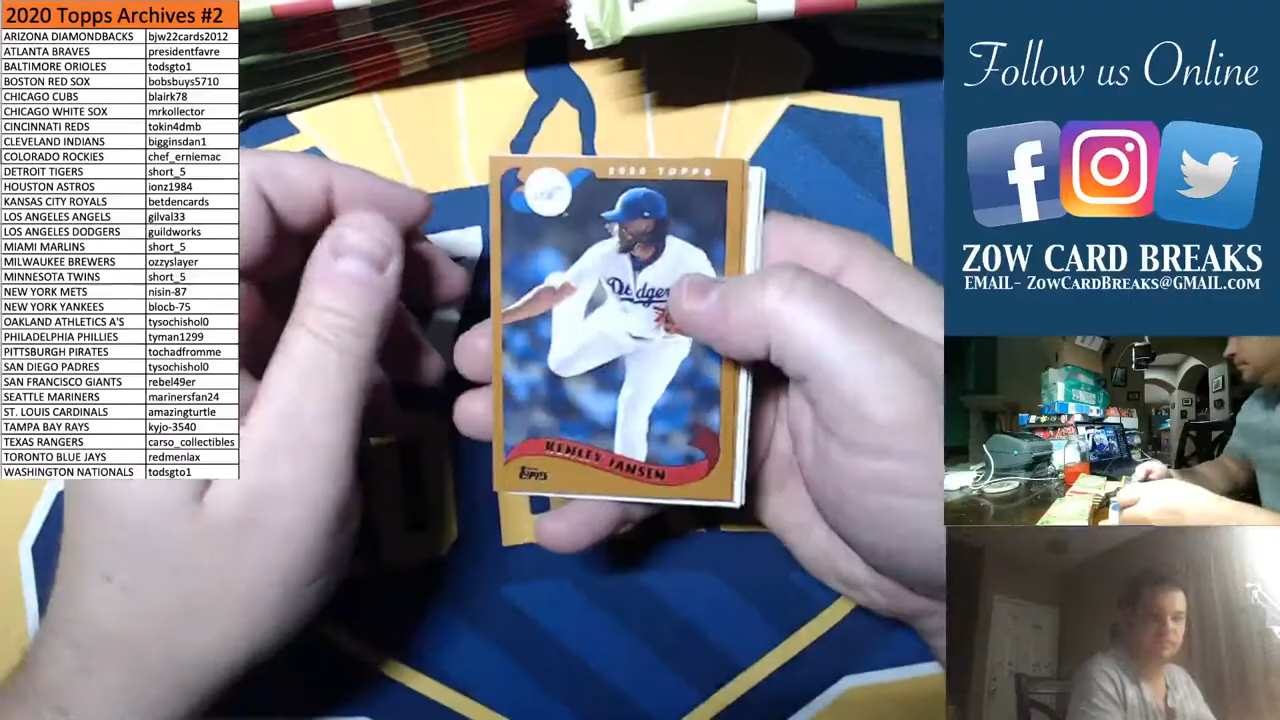 2020 Topps Archives #2
ARIZONA DIAMONDBACKS bjw22cards2012
ATLANTA BRAVES presidentfavre
BALTIMORE ORIOLES todsgto1
BOSTON RED SOX bobsbuys5710
CHICAGO CUBS blairk78
CHICAGO WHITE SOX mrkollector
CINCINNATI REDS tokin4dmb
CLEVELAND INDIANS bigginsdan1
COLORADO ROCKIES chef_erniemac
DETROIT TIGERS short_5
HOUSTON ASTROS ionz1984
KANSAS CITY ROYALS betdencards
LOS ANGELES ANGELS gilval33
LOS ANGELES DODGERS guildworks
MIAMI MARLINS short_5
MILWAUKEE BREWERS ozzyslayer
MINNESOTA TWINS short_5
NEW YORK METS nisin-87
NEW YORK YANKEES biocb-75
OAKLAND ATHLETICS A'S tysochishol0
PHILADELPHIA PHILLIES tyman1299
PITTSBURGH PIRATES tochadfromme
SAN DIEGO PADRES tysochishol0
SAN FRANCISCO GIANTS rebel49er
SEATTLE MARINERS marinersfan24
ST. LOUIS CARDINALS amazingturtle
TAMPA BAY RAYS kyjo-3540
TEXAS RANGERS carso_collectibles
TORONTO BLUE JAYS redmenlax
WASHINGTON NATIONALS todsgto1
2020 TOPPS
Dodgers
KENLEY JANSEN
Topps
Follow us Online
f
ZOW CARD BREAKS
EMAIL- ZOWCARDBREAKS@GMAIL.COM